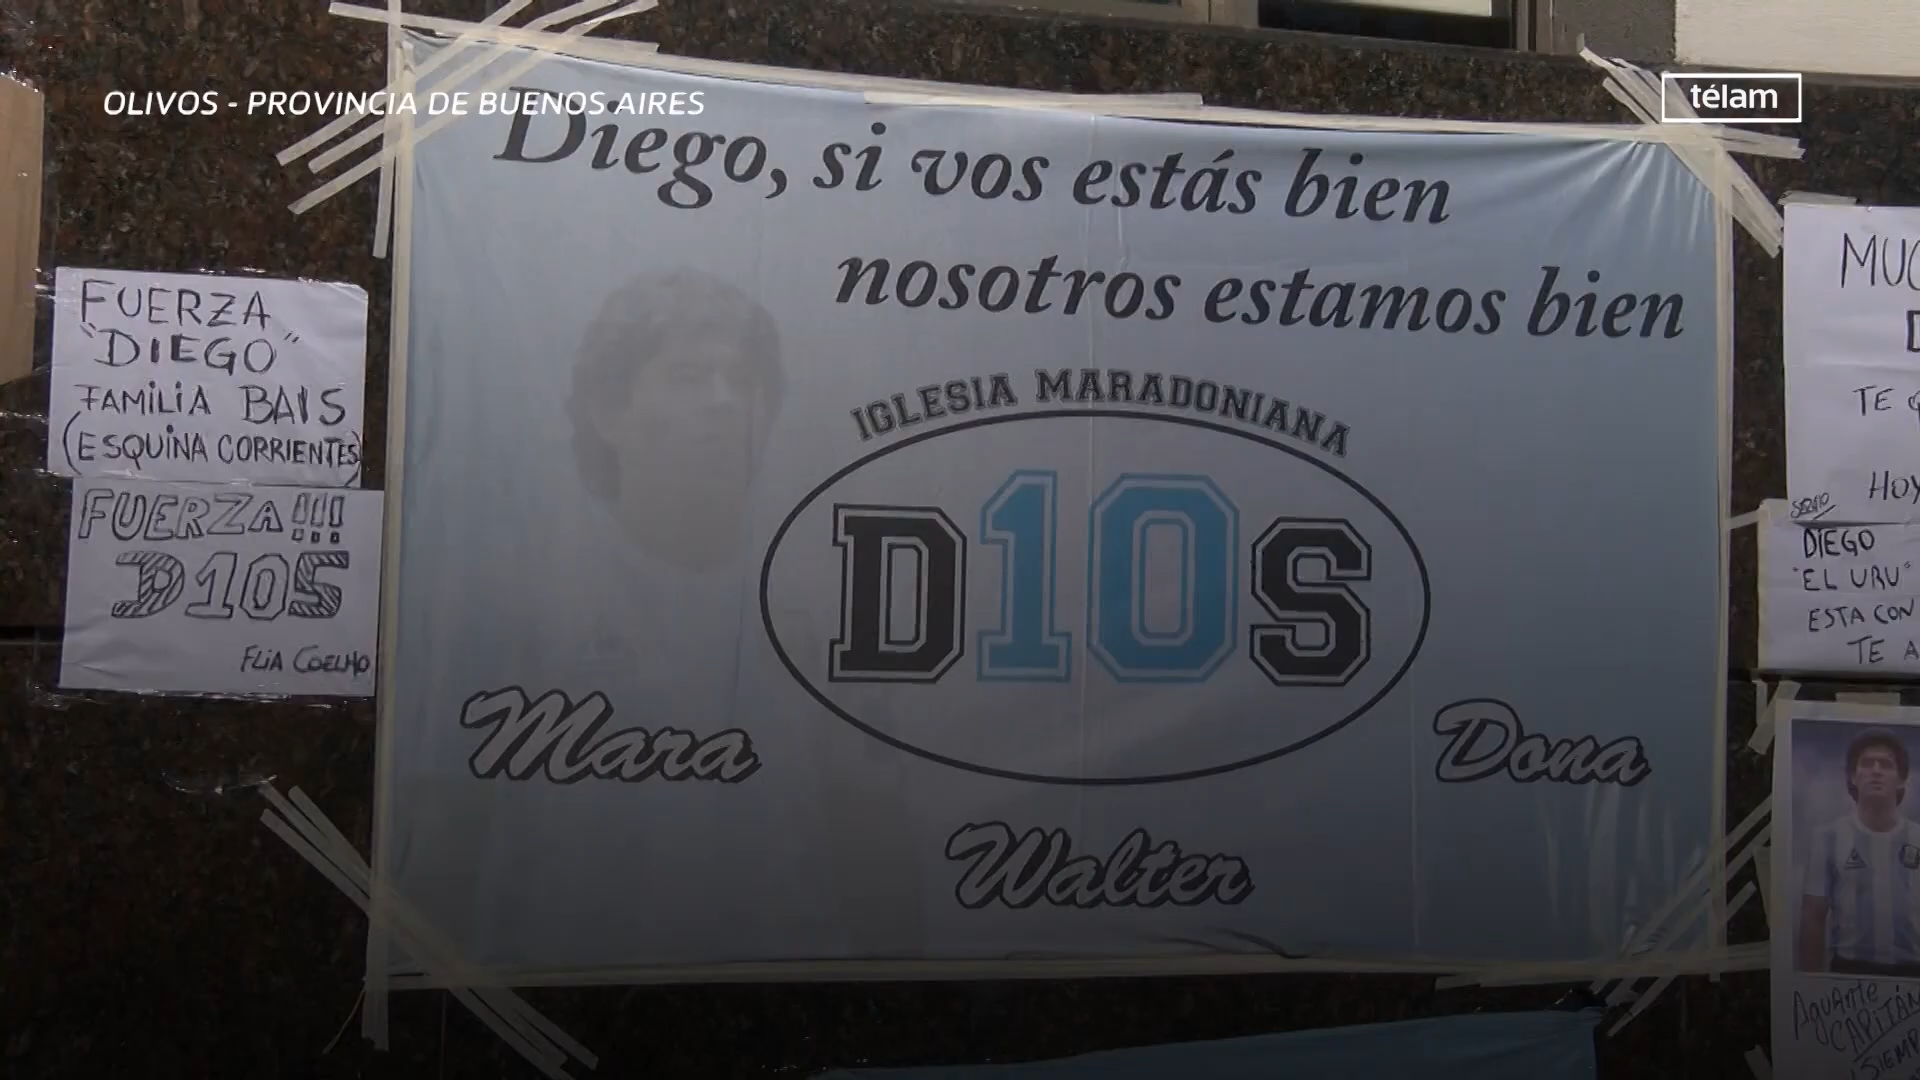 OLIVOS - PROVINCIA DE BUENOS AIRES
télam
Diego, si vos estás bien
nosotros estamos bien
IGLESIA MARADONIANA
D10S
Mara
Dona
Walter
FUERZA
"DIEGO"
FAMILIA BAIS
(ESQUINA CORRIENTES)
FUERZA!!!
D10S
FLIA COELHO
TE
HOY
DIEGO
"EL URU"
ESTA CON
TE
Aguante
CAPITÁN